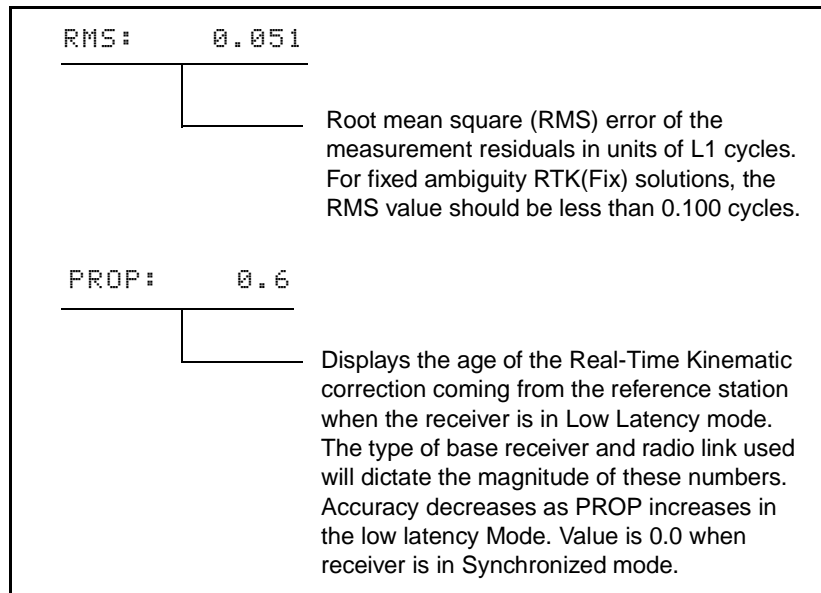 RMS: 0.051
Root mean square (RMS) error of the
measurement residuals in units of L1 cycles.
For fixed ambiguity RTK(Fix) solutions, the
RMS value should be less than 0.100 cycles.
PROP: 0.6
Displays the age of the Real-Time Kinematic
correction coming from the reference station
when the receiver is in Low Latency mode.
The type of base receiver and radio link used
will dictate the magnitude of these numbers.
Accuracy decreases as PROP increases in
the low latency Mode. Value is 0.0 when
receiver is in Synchronized mode.